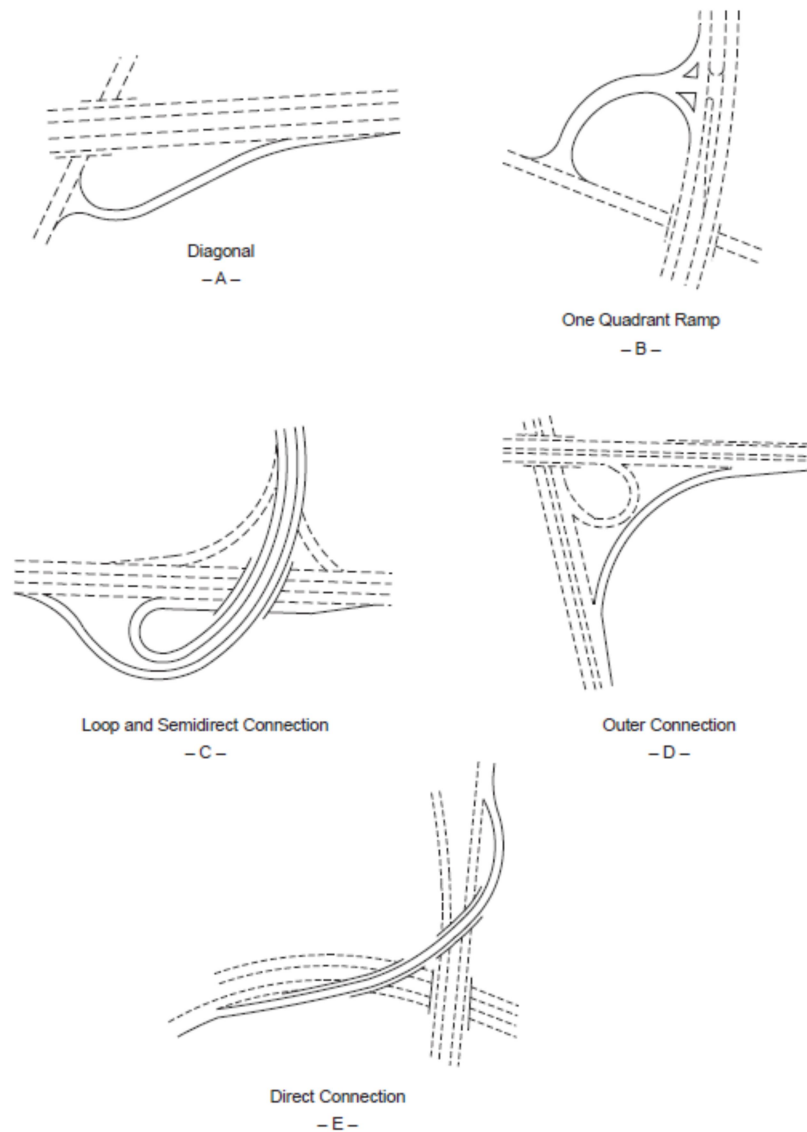 Diagonal
– A –
One Quadrant Ramp
– B –
Loop and Semidirect Connection
– C –
Outer Connection
– D –
Direct Connection
– E –